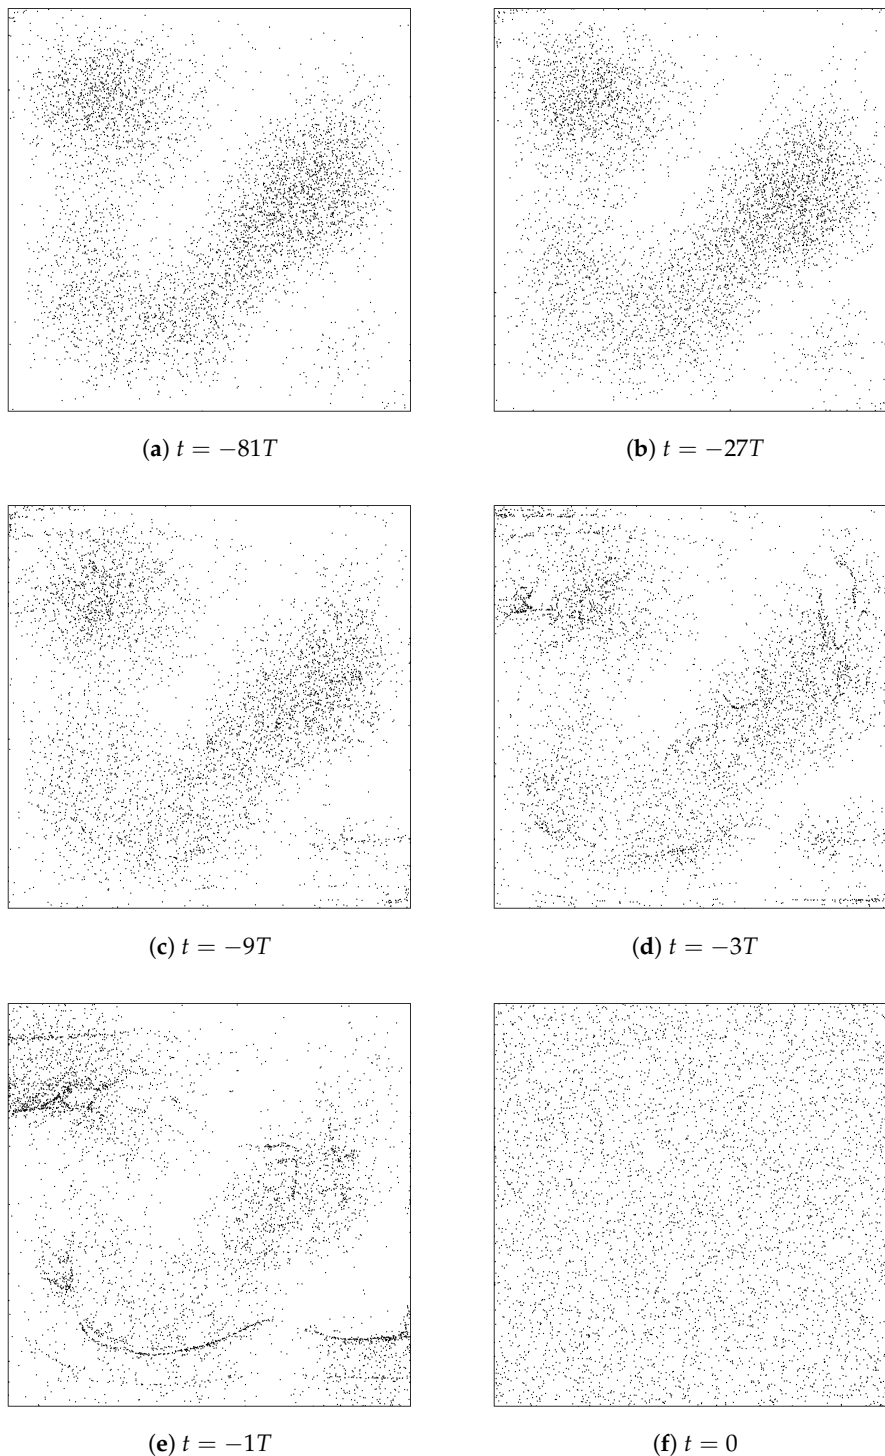 (a) t = −81T
(b) t = −27T
(c) t = −9T
(d) t = −3T
(e) t = −1T
(f) t = 0